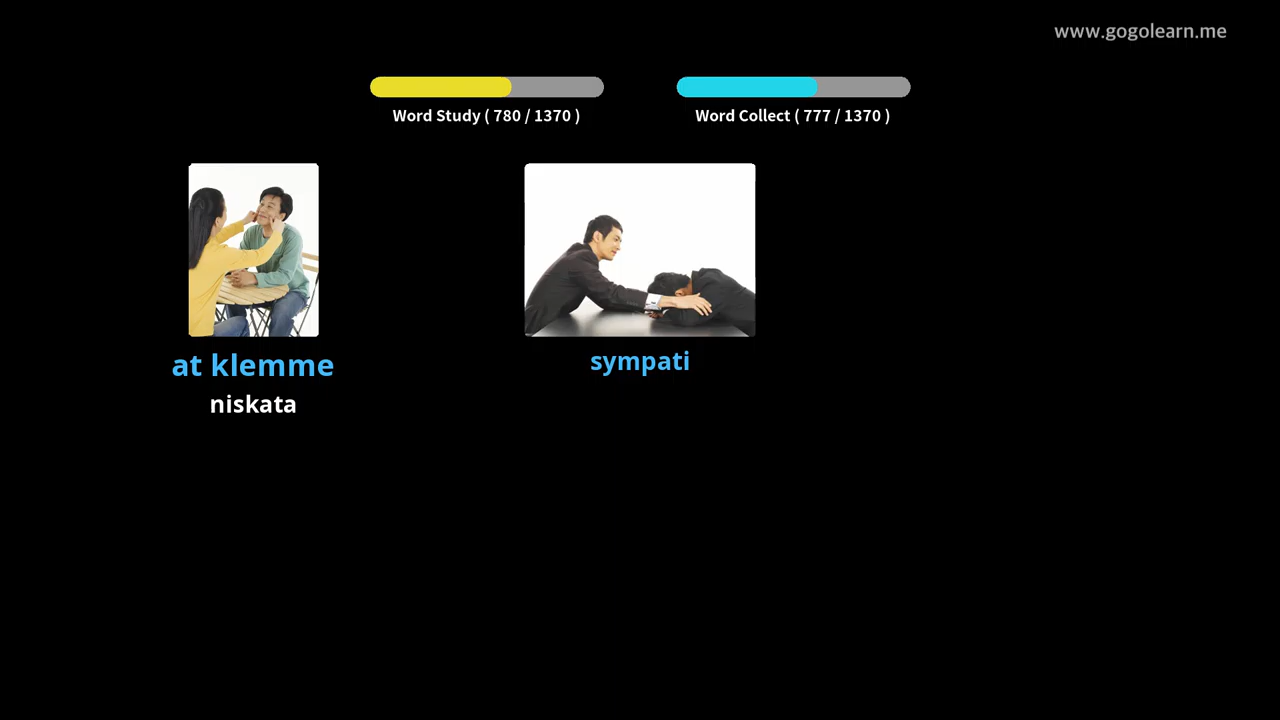 www.gogolearn.me
Word Study ( 780 / 1370 )
Word Collect ( 777 / 1370 )
at klemme
niskata
sympati